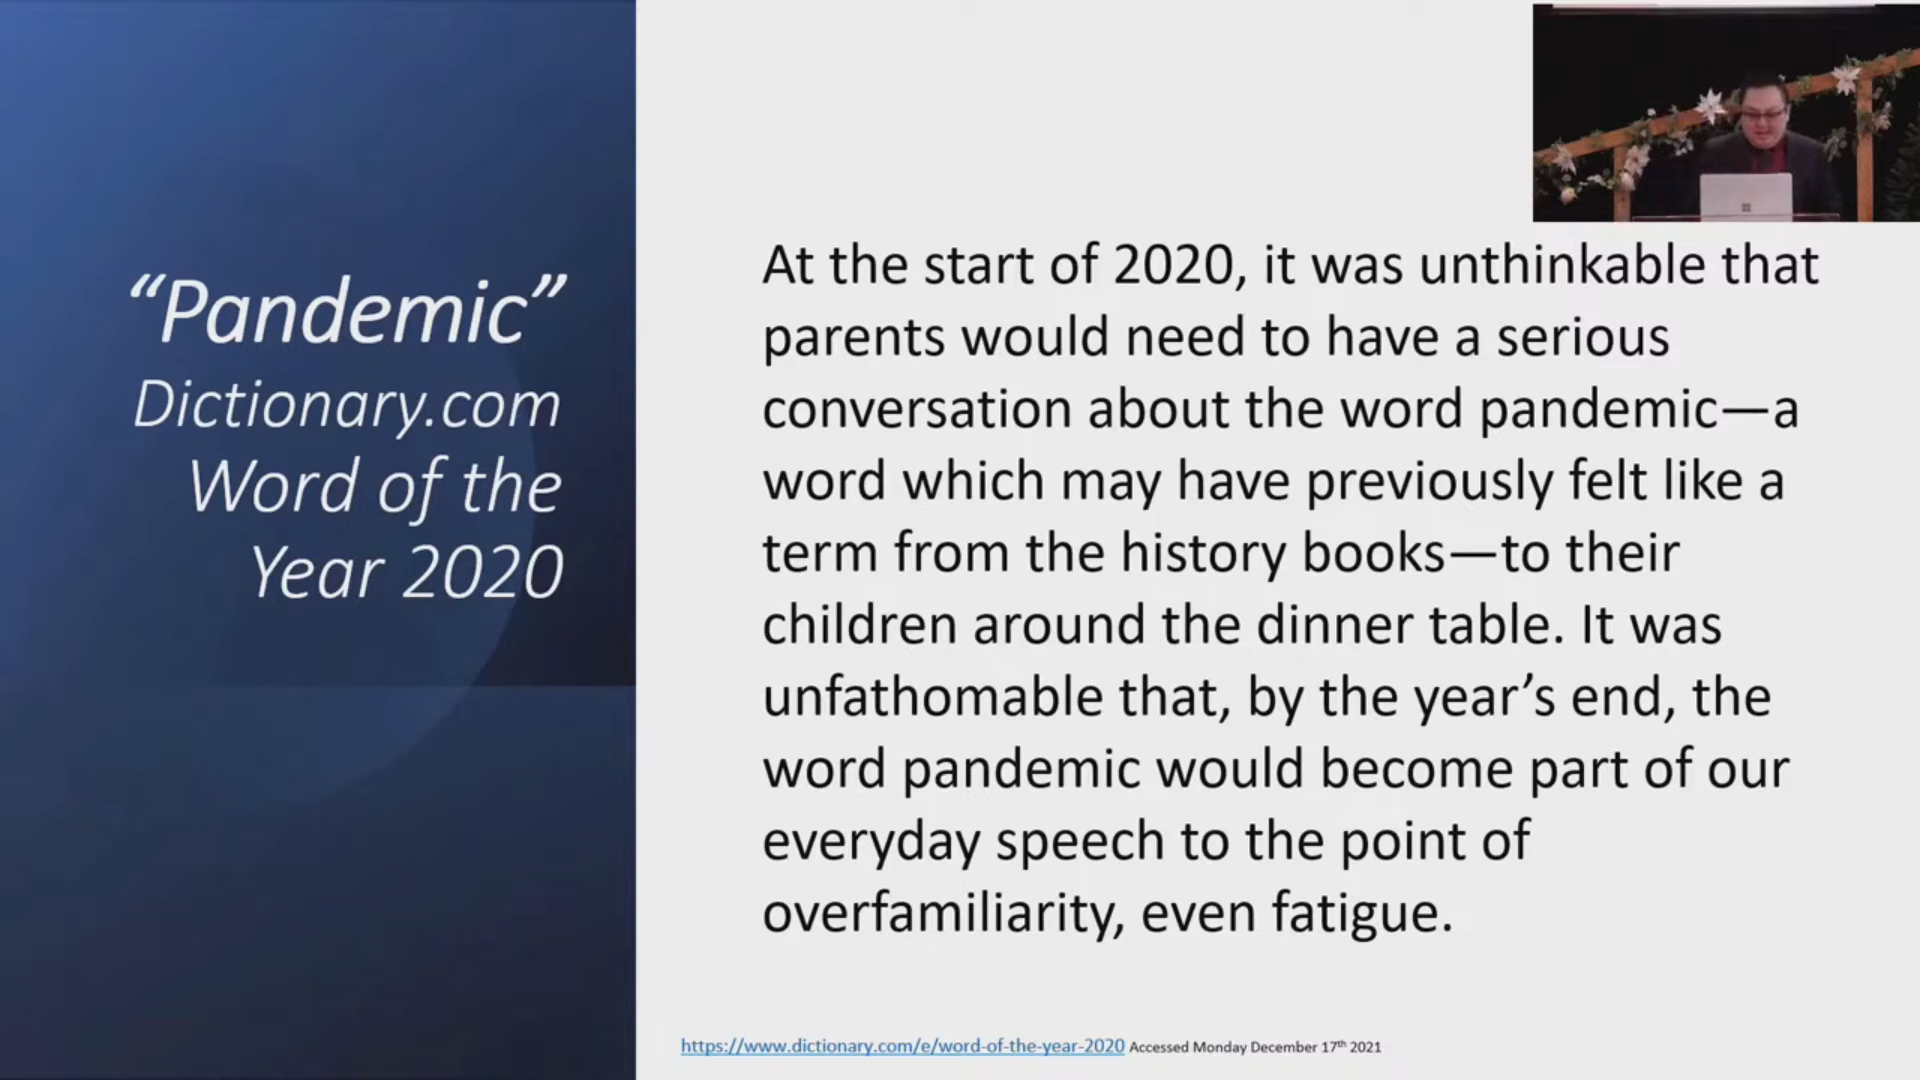 “Pandemic”
Dictionary.com
Word of the
Year 2020
At the start of 2020, it was unthinkable that
parents would need to have a serious
conversation about the word pandemic—a
word which may have previously felt like a
term from the history books—to their
children around the dinner table. It was
unfathomable that, by the year’s end, the
word pandemic would become part of our
everyday speech to the point of
overfamiliarity, even fatigue.
https://www.dictionary.com/e/word-of-the-year-2020 Accessed Monday December 17th 2021